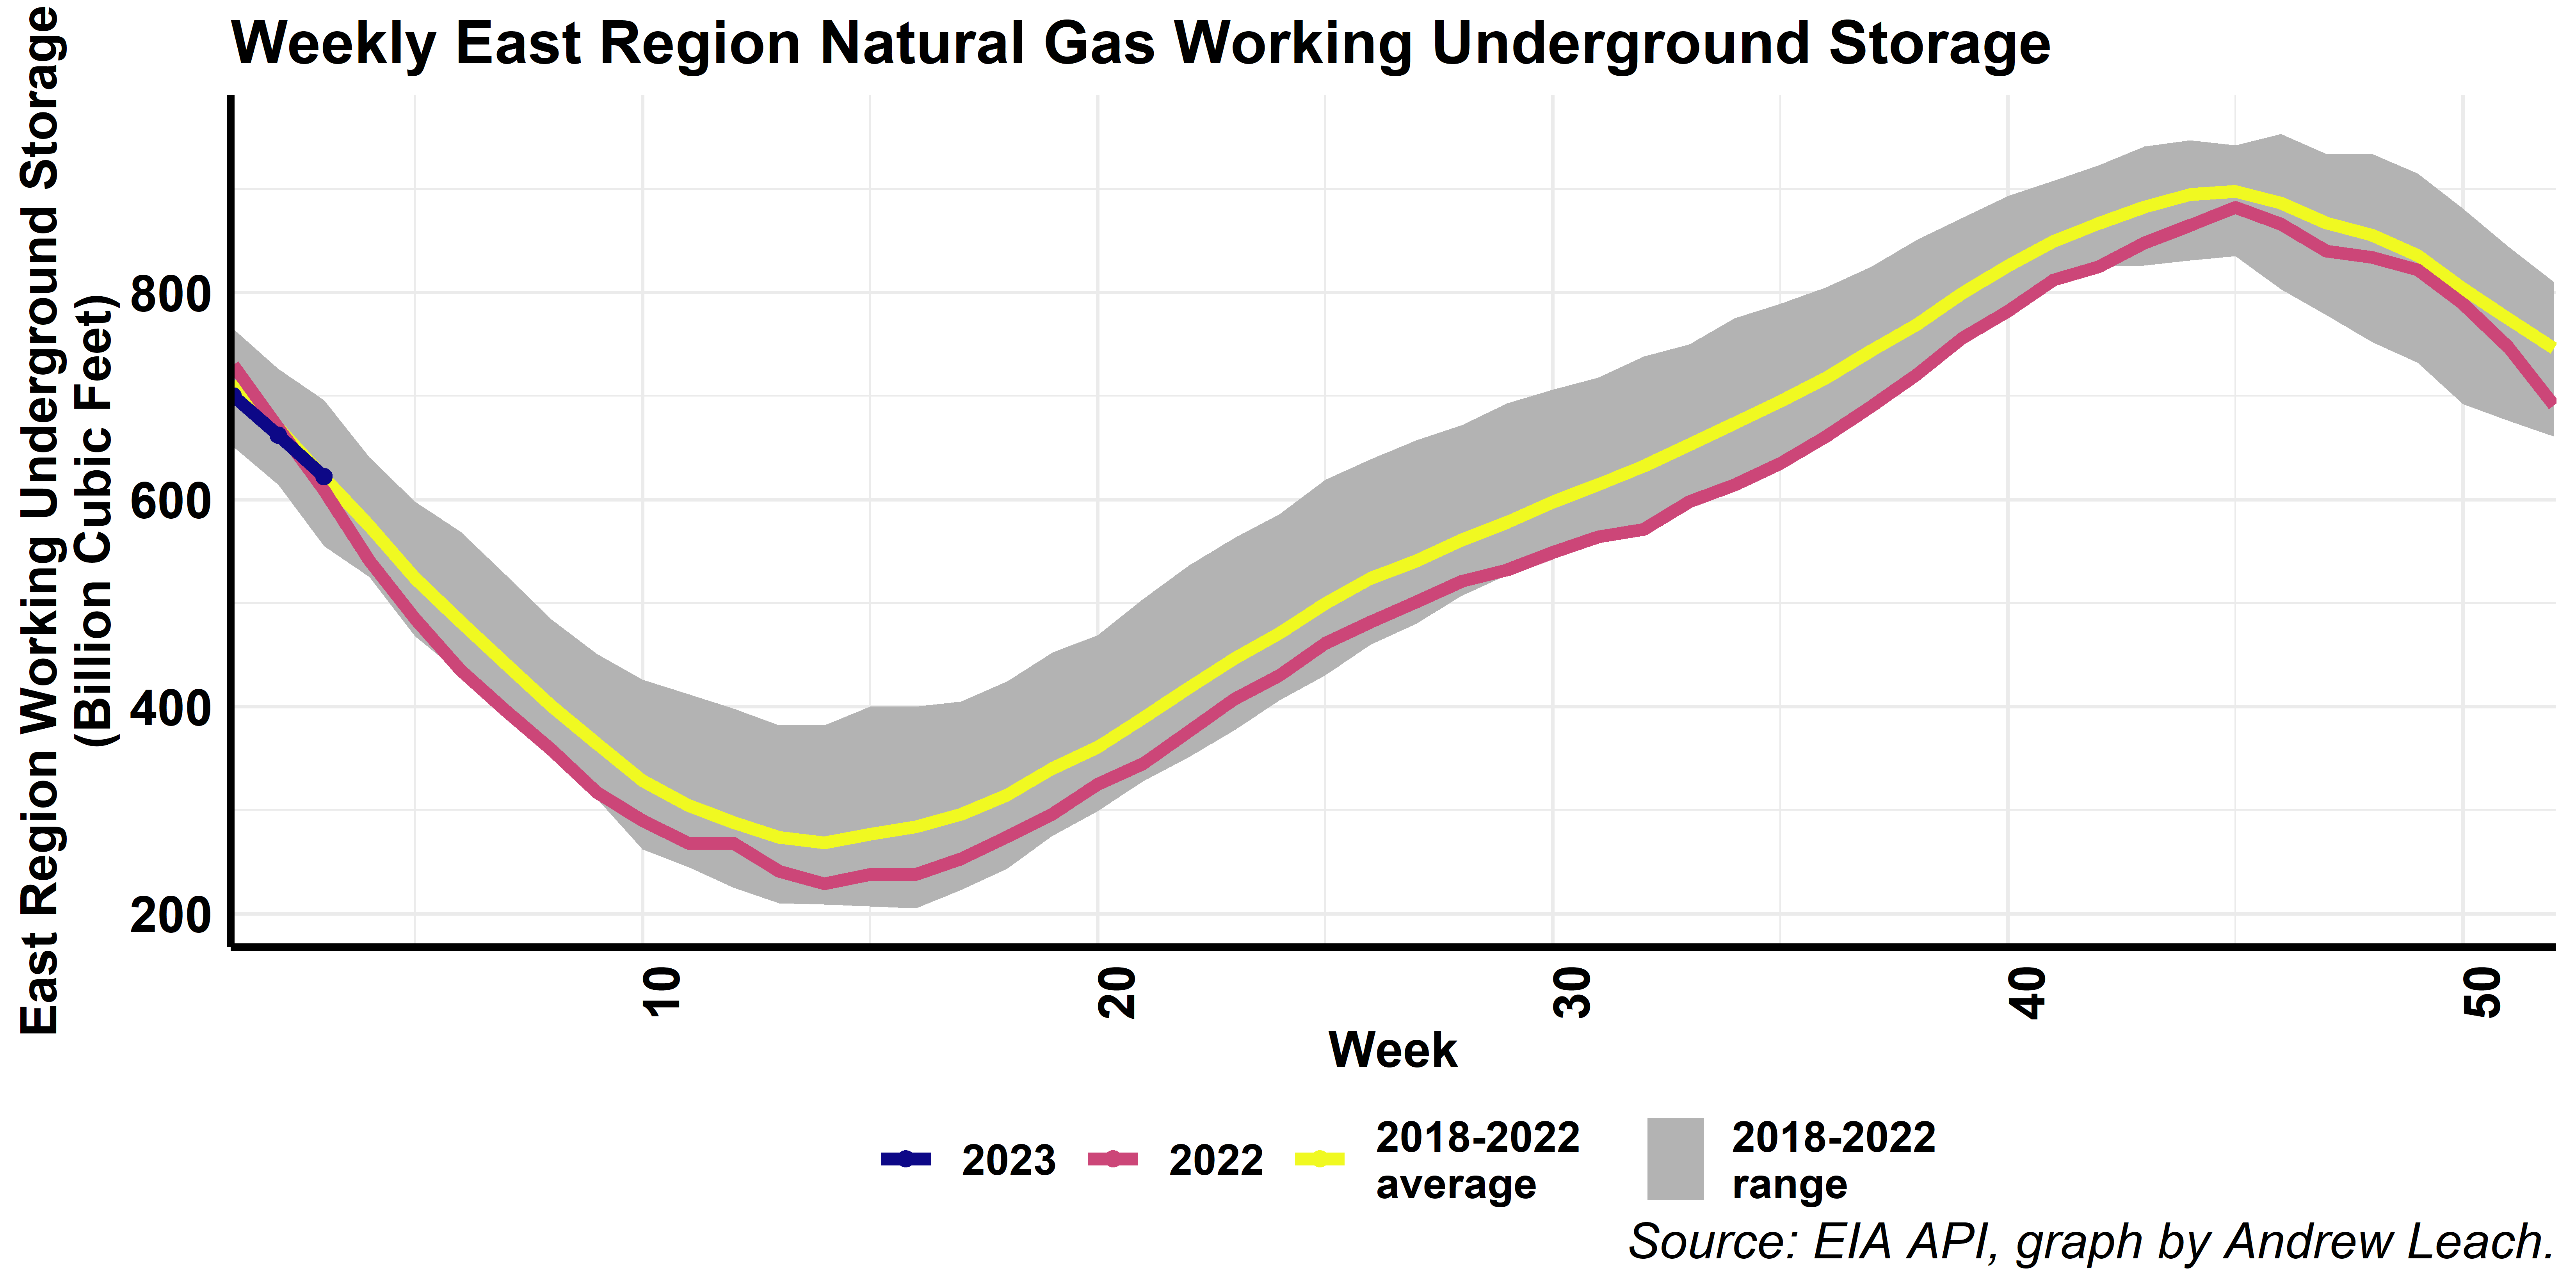 Weekly East Region Natural Gas Working Underground Storage
East Region Working Underground Storage
(Billion Cubic Feet)
800
600
400
200
10
20
30
40
50
Week
2023
2022
2018-2022
average
2018-2022
range
Source: EIA API, graph by Andrew Leach.